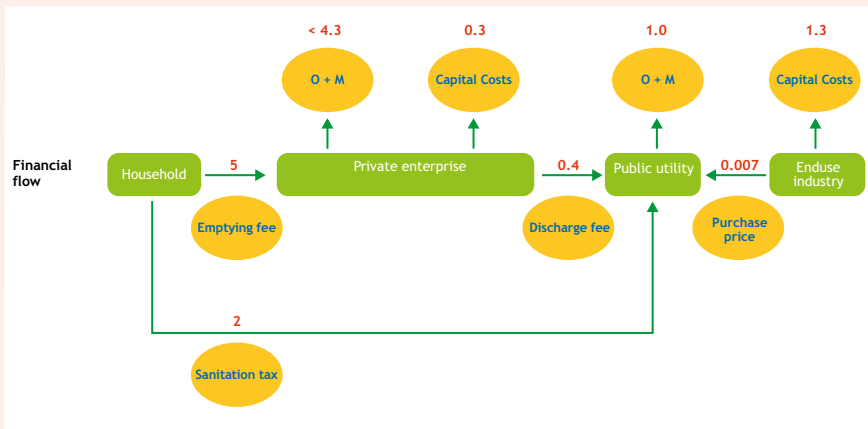 < 4.3
0.3
1.0
1.3
O + M
Capital Costs
O + M
Capital Costs
Financial
flow
Household
5
Private enterprise
0.4
Public utility
0.007
Enduse
industry
Emptying fee
Discharge fee
Purchase
price
2
Sanitation tax